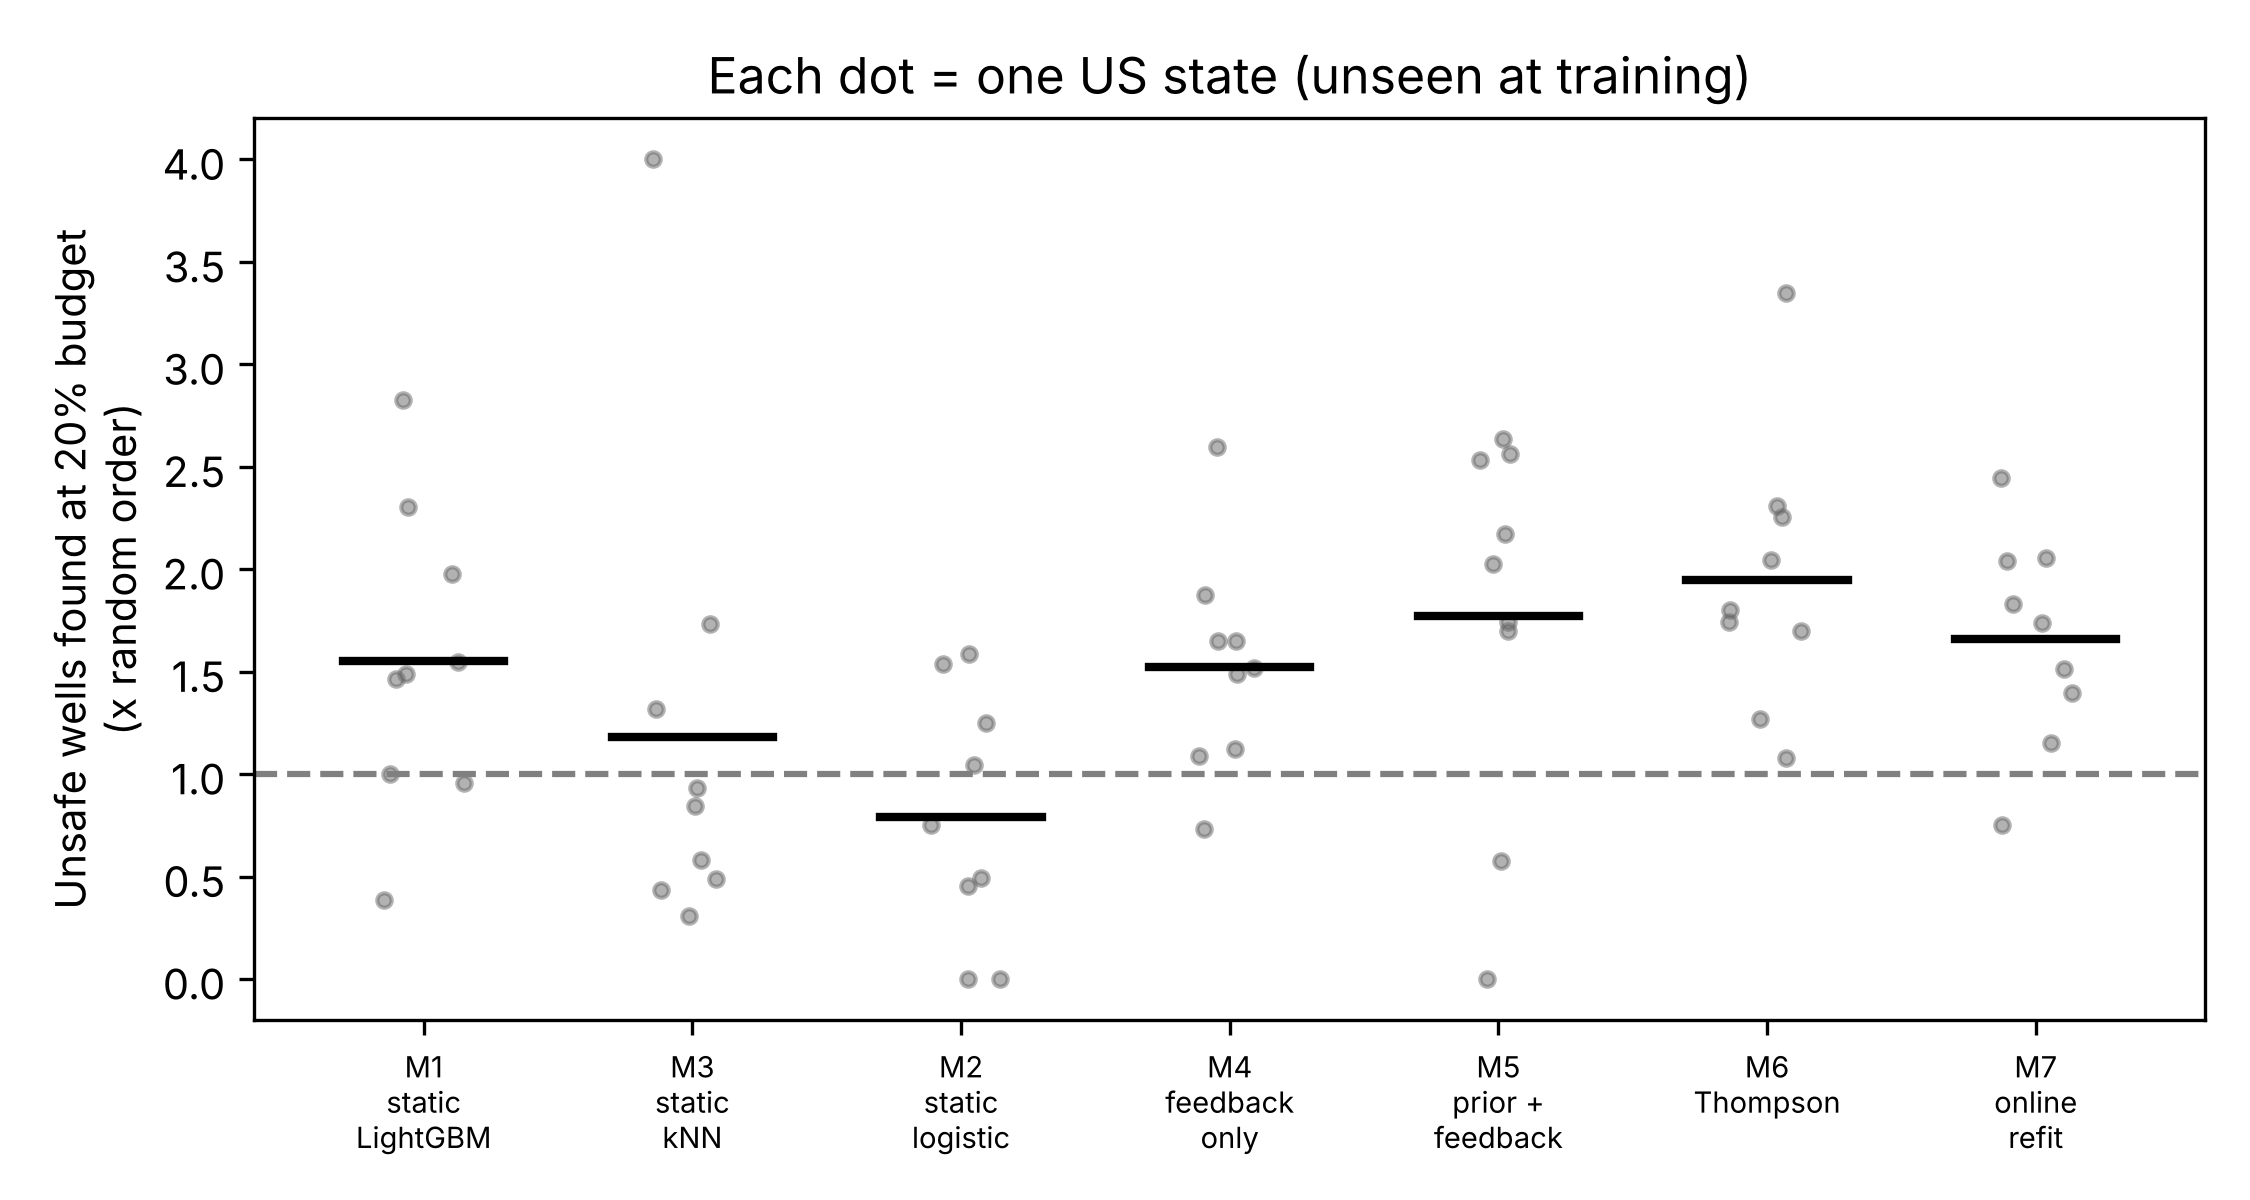 Each dot = one US state (unseen at training)
Unsafe wells found at 20% budget
(x random order)
4.0
3.5
3.0
2.5
2.0
1.5
1.0
0.5
0.0
M1
static
LightGBM
M3
static
kNN
M2
static
logistic
M4
feedback
only
M5
prior +
feedback
M6
Thompson
M7
online
refit